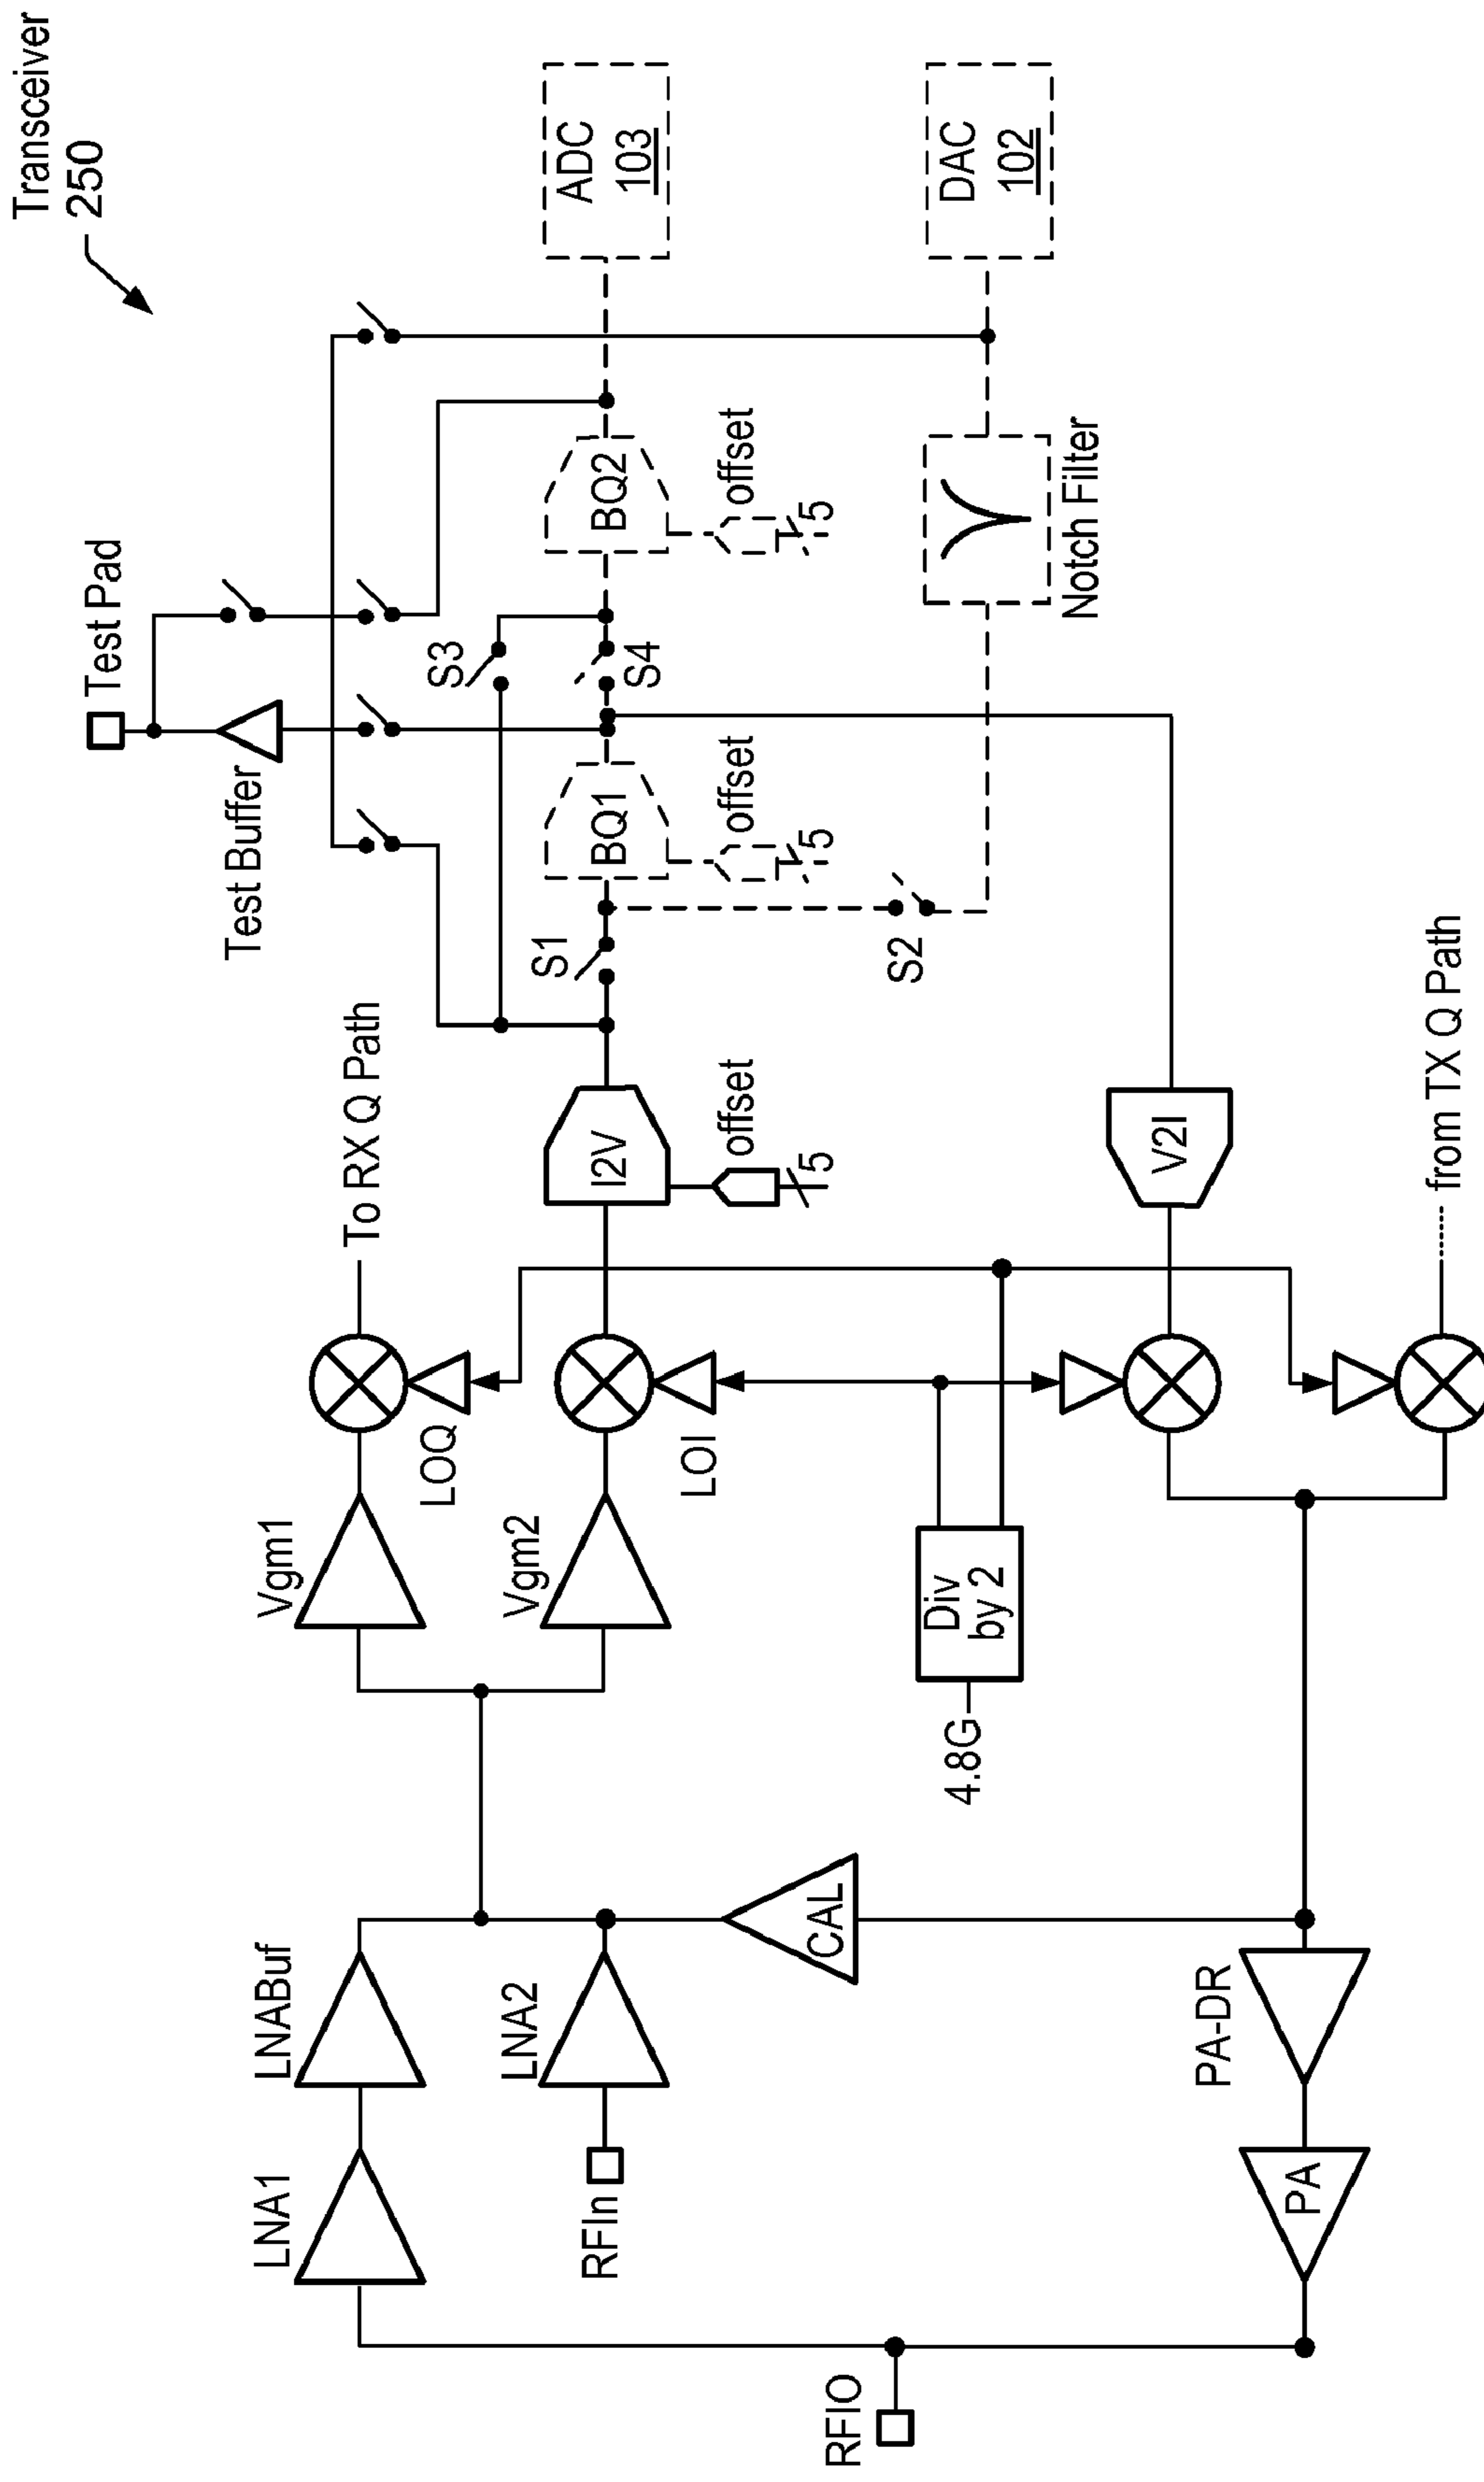 Transceiver
250
Test Pad
Test Buffer
To RX Q Path
LOQ
Vgm1
LNABuf
LNA1
ADC
103
BQ2
offset
5
S3
S4
BQ1
offset
5
S1
I2V
offset
5
LOI
Vgm2
LNA2
RFIn
CAL
DAC
102
Notch Filter
S2
Div
by 2
4.8G
RFIO
V2I
PA-DR
PA
from TX Q Path